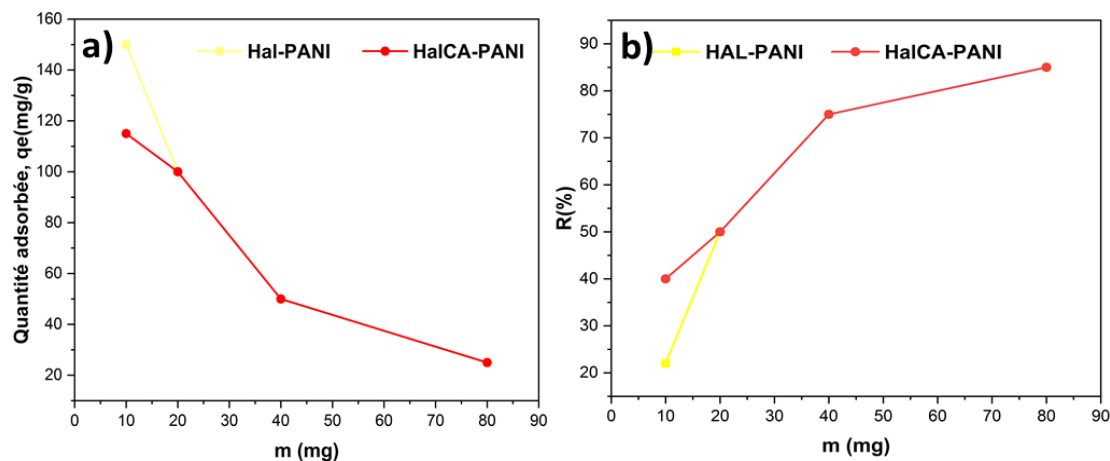 a)
Hal-PANI
HalCA-PANI
Quantité adsorbée, qe(mg/g)
160
140
120
100
80
60
40
20
0 10 20 30 40 50 60 70 80 90
m (mg)
b)
HAL-PANI
HalCA-PANI
R(%)
90
80
70
60
50
40
30
20
0 10 20 30 40 50 60 70 80 90
m (mg)